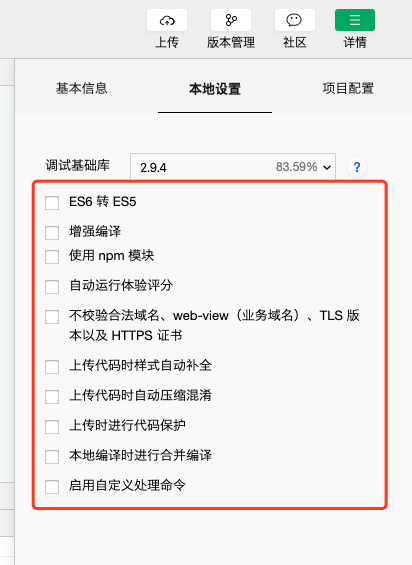 上传 版本管理 社区 详情
基本信息 本地设置 项目配置
调试基础库 2.9.4 83.59% ?
ES6 转 ES5
增强编译
使用 npm 模块
自动运行体验评分
不校验合法域名、web-view（业务域名）、TLS 版
本以及 HTTPS 证书
上传代码时样式自动补全
上传代码时自动压缩混淆
上传时进行代码保护
本地编译时进行合并编译
启用自定义处理命令